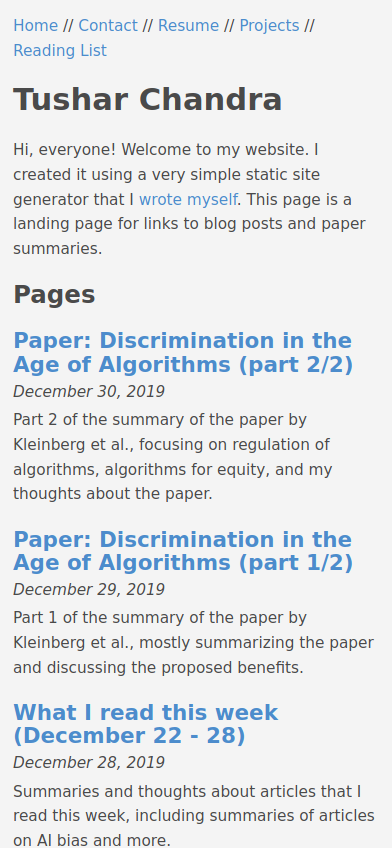 Home // Contact // Resume // Projects //
Reading List
Tushar Chandra
Hi, everyone! Welcome to my website. I
created it using a very simple static site
generator that I wrote myself. This page is a
landing page for links to blog posts and paper
summaries.
Pages
Paper: Discrimination in the
Age of Algorithms (part 2/2)
December 30, 2019
Part 2 of the summary of the paper by
Kleinberg et al., focusing on regulation of
algorithms, algorithms for equity, and my
thoughts about the paper.
Paper: Discrimination in the
Age of Algorithms (part 1/2)
December 29, 2019
Part 1 of the summary of the paper by
Kleinberg et al., mostly summarizing the paper
and discussing the proposed benefits.
What I read this week
(December 22 - 28)
December 28, 2019
Summaries and thoughts about articles that I
read this week, including summaries of articles
on AI bias and more.